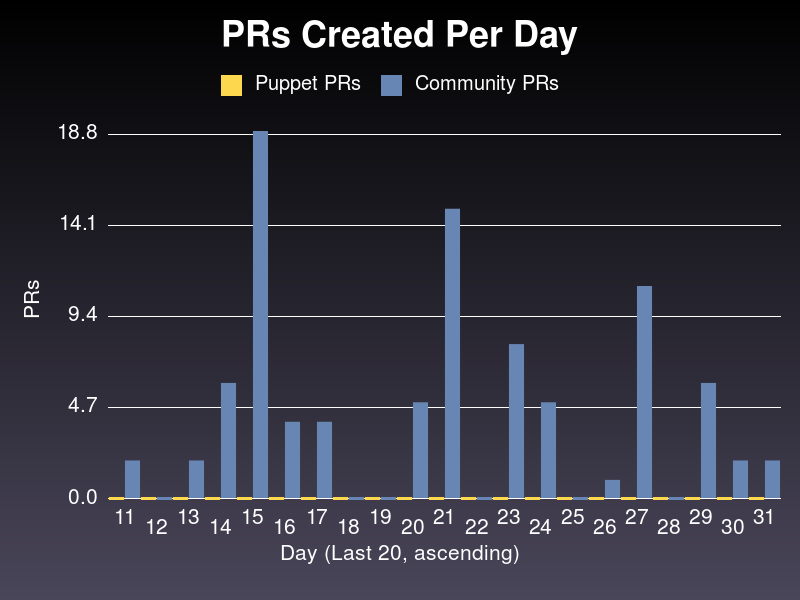 PRs Created Per Day
Puppet PRs Community PRs
18.8
14.1
9.4
4.7
0.0
PRs
11 12 13 14 15 16 17 18 19 20 21 22 23 24 25 26 27 28 29 30 31
Day (Last 20, ascending)